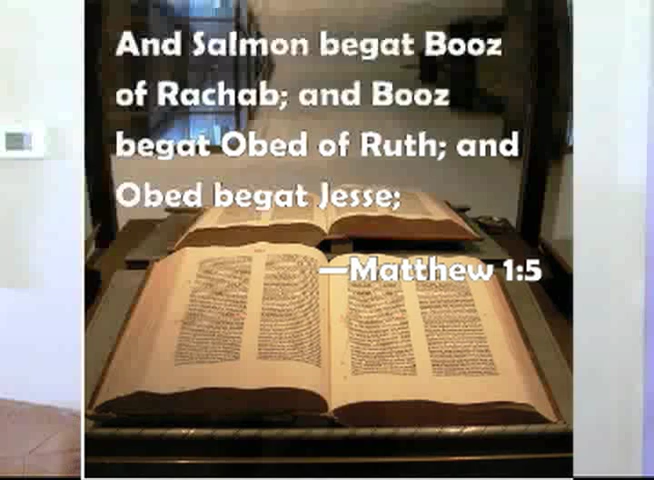 And Salmon begat Booz
of Rachab; and Booz
begat Obed of Ruth; and
Obed begat Jesse;
—Matthew 1:5